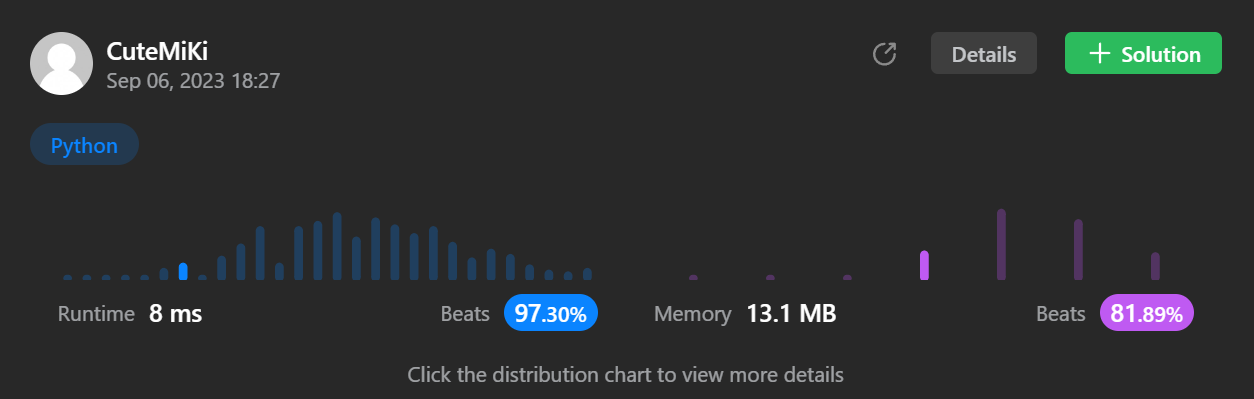 CuteMiKi
Sep 06, 2023 18:27
Details
Solution
Python
Runtime 8 ms
Beats 97.30%
Memory 13.1 MB
Beats 81.89%
Click the distribution chart to view more details